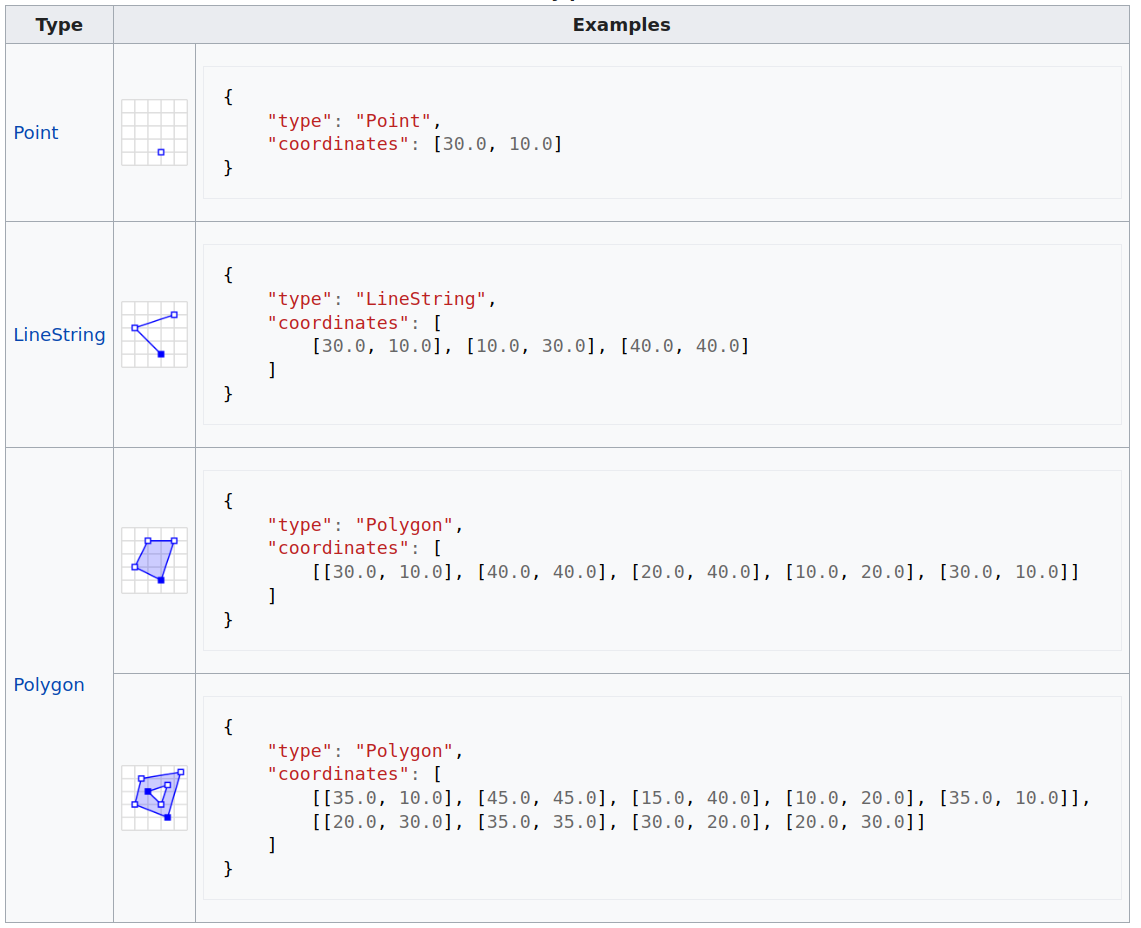 Type Examples
Point
{
    "type": "Point",
    "coordinates": [30.0, 10.0]
}
LineString
{
    "type": "LineString",
    "coordinates": [
        [30.0, 10.0], [10.0, 30.0], [40.0, 40.0]
    ]
}
Polygon
{
    "type": "Polygon",
    "coordinates": [
        [[30.0, 10.0], [40.0, 40.0], [20.0, 40.0], [10.0, 20.0], [30.0, 10.0]]
    ]
}
{
    "type": "Polygon",
    "coordinates": [
        [[35.0, 10.0], [45.0, 45.0], [15.0, 40.0], [10.0, 20.0], [35.0, 10.0]],
        [[20.0, 30.0], [35.0, 35.0], [30.0, 20.0], [20.0, 30.0]]
    ]
}